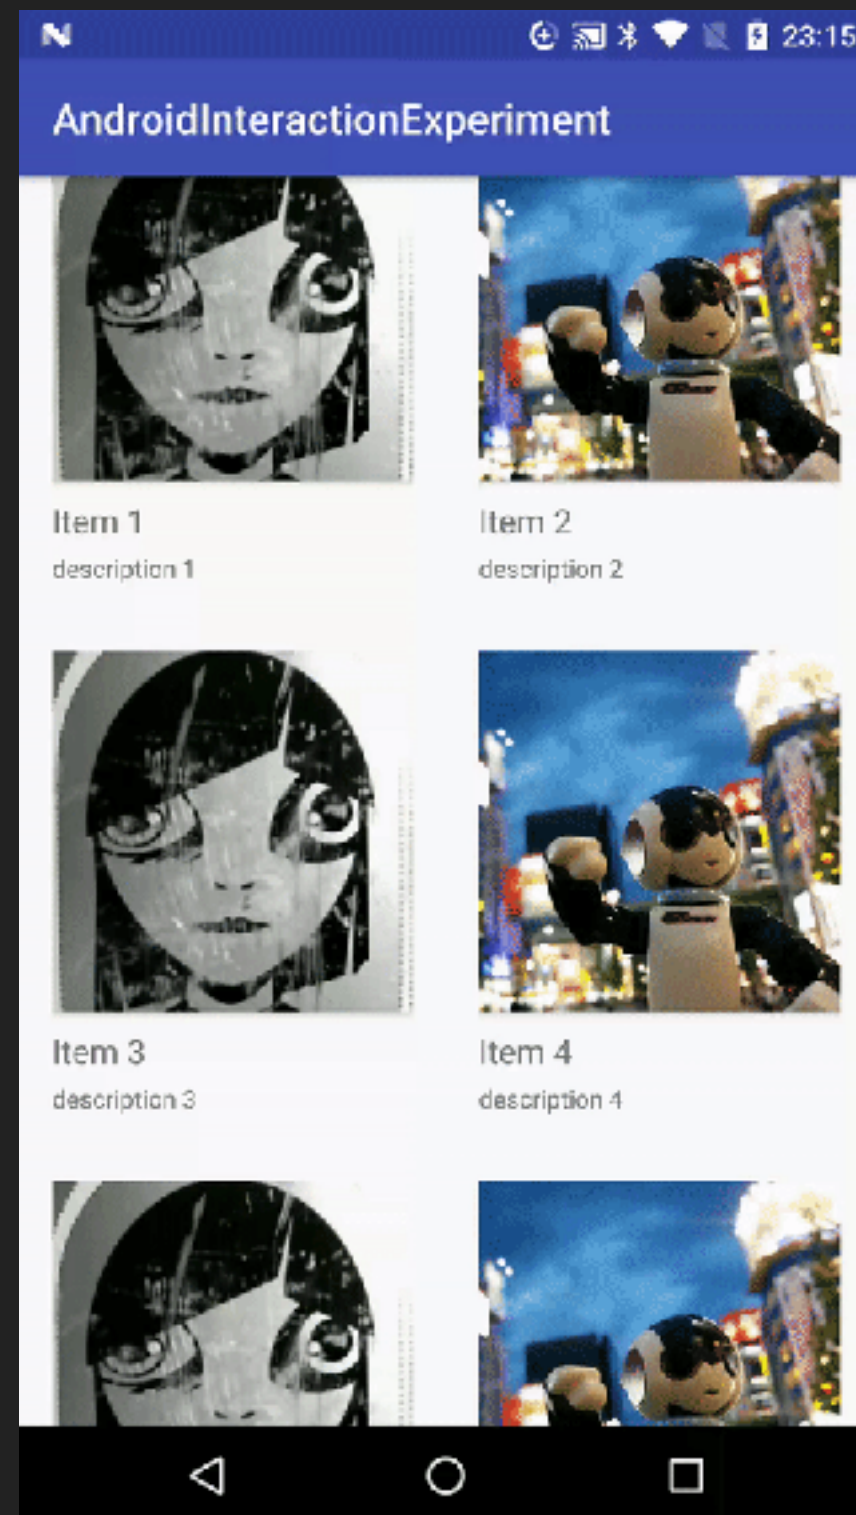 23:15
AndroidInteractionExperiment
Item 1
description 1
Item 2
description 2
Item 3
description 3
Item 4
description 4